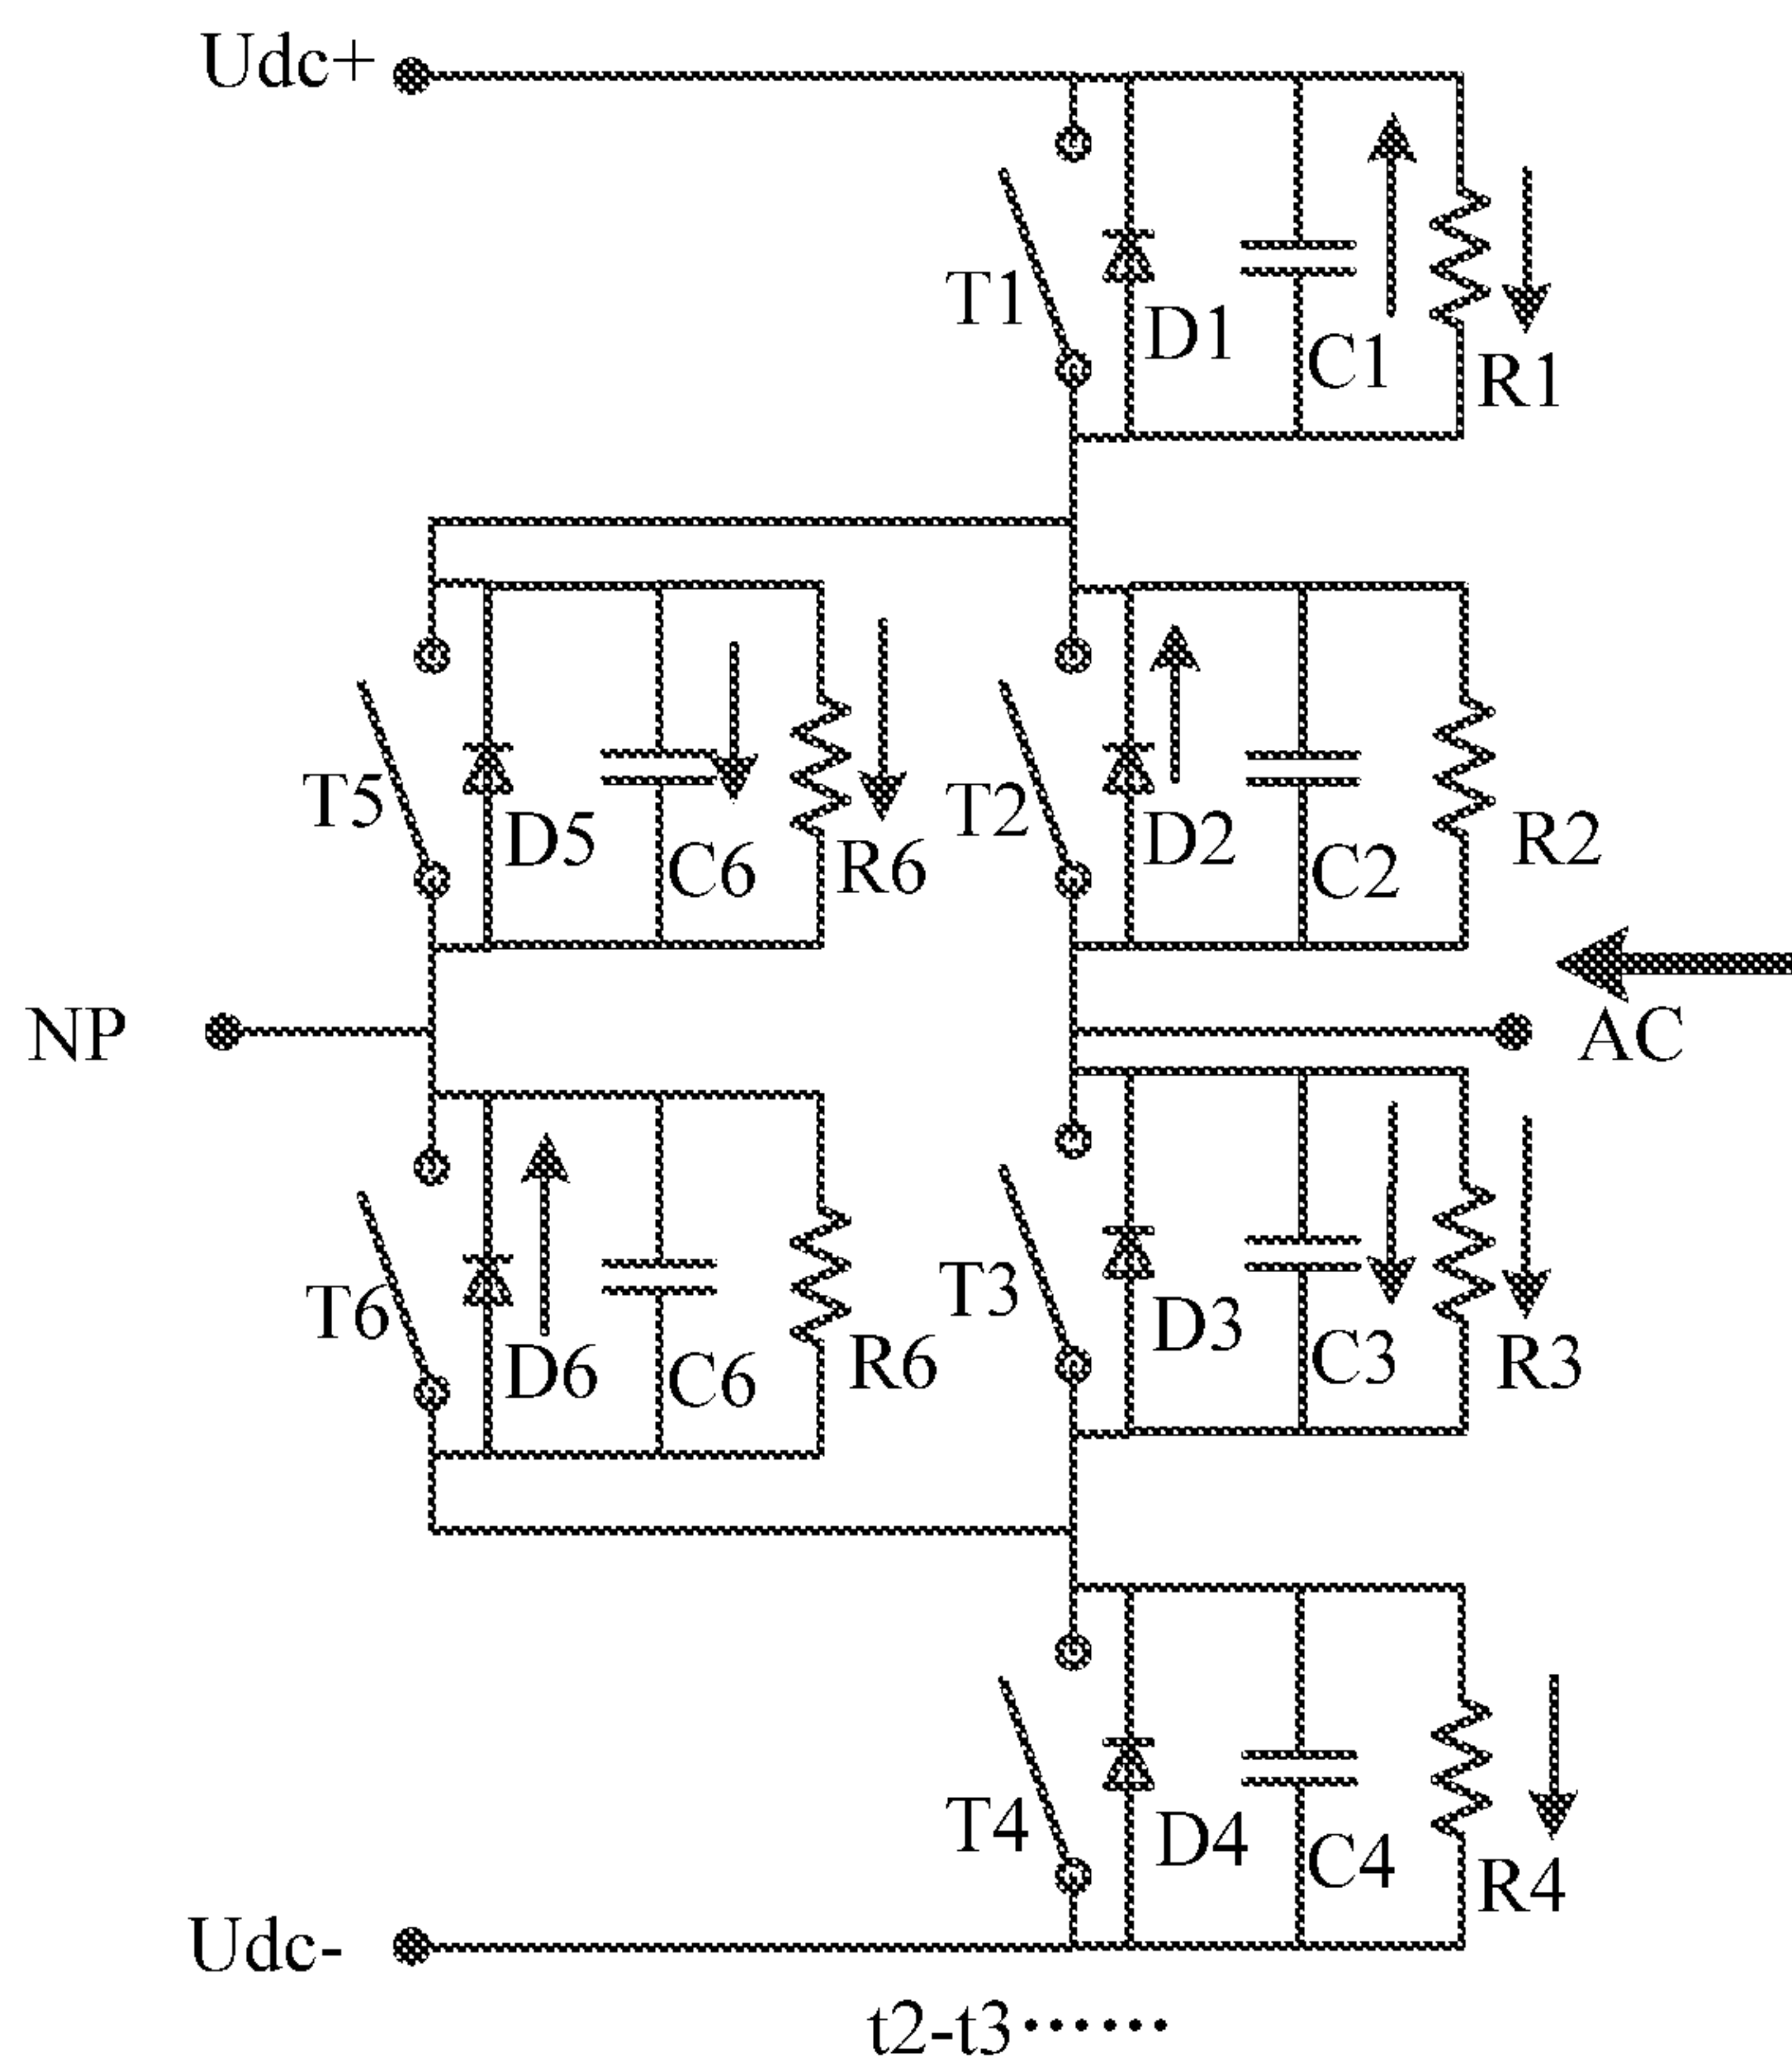 Udc+
T1
D1
C1
R1
T5
D5
C6
R6
T2
D2
C2
R2
NP
AC
T6
D6
C6
R6
T3
D3
C3
R3
T4
D4
C4
R4
Udc-
t2-t3······